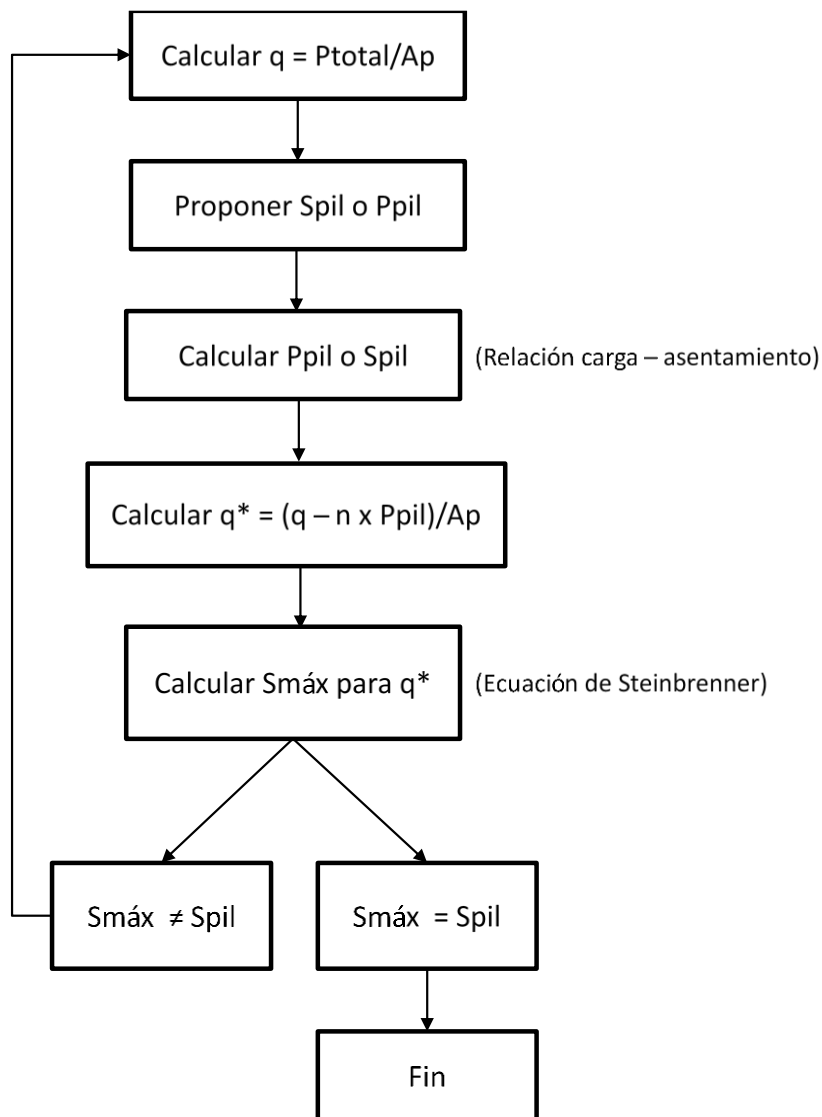 Calcular q = Ptotal/Ap
Proponer Spil o Ppil
Calcular Ppil o Spil
(Relación carga – asentamiento)
Calcular q* = (q – n x Ppil)/Ap
Calcular Smáx para q*
(Ecuación de Steinbrenner)
Smáx ≠ Spil
Smáx = Spil
Fin